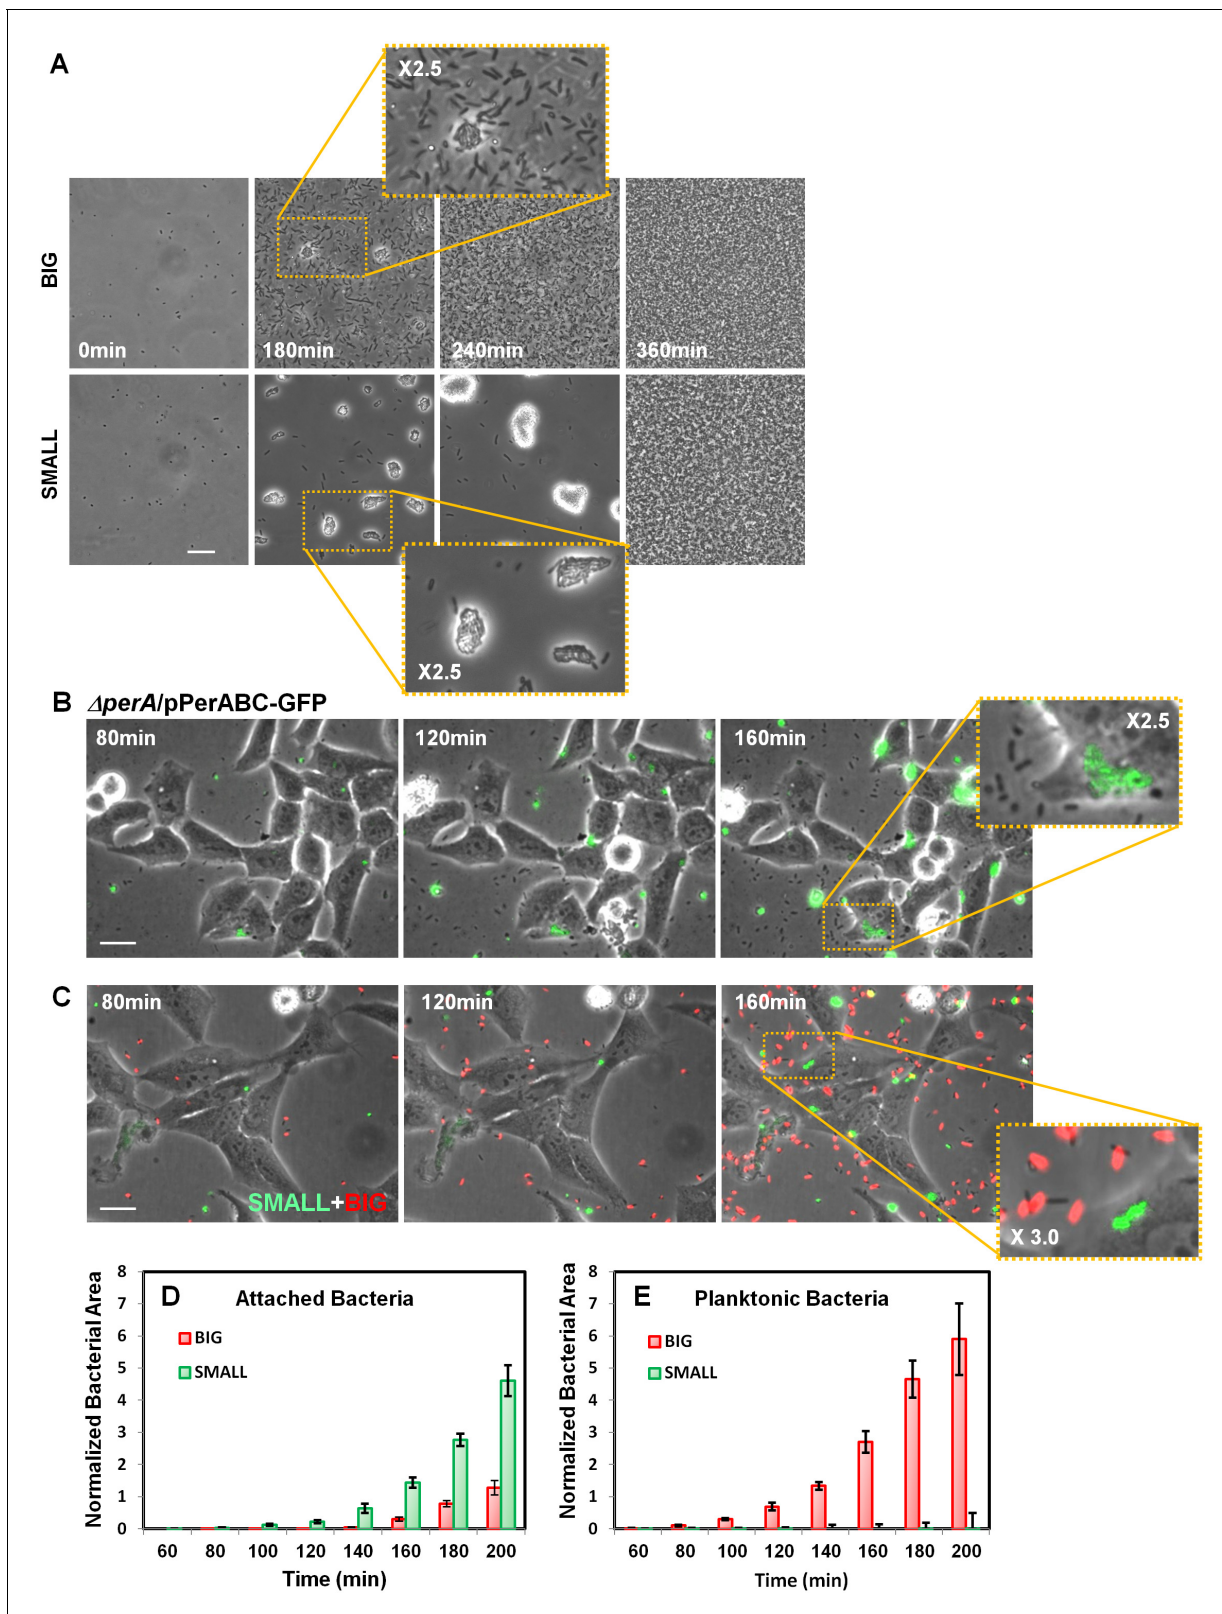 A
X2.5
BIG
0min
180min
240min
360min
SMALL
X2.5
B ΔperA/pPerABC-GFP
80min
120min
160min
X2.5
C
80min
120min
160min
SMALL+BIG
X 3.0
D Attached Bacteria
BIG
SMALL
Normalized Bacterial Area
8
7
6
5
4
3
2
1
0
60 80 100 120 140 160 180 200
Time (min)
E Planktonic Bacteria
BIG
SMALL
Normalized Bacterial Area
8
7
6
5
4
3
2
1
0
60 80 100 120 140 160 180 200
Time (min)